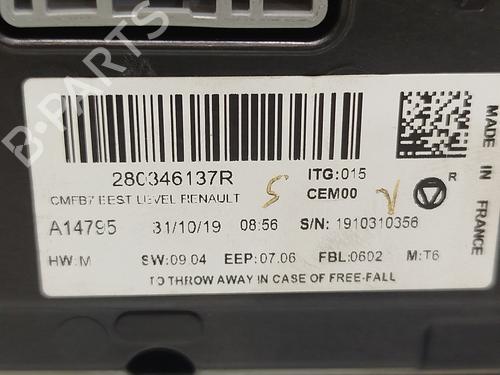 B-PARTS
280346137R
ITG:015
CMFB7 BEST LEVEL RENAULT
CEM00
R
A14795 31/10/19 08:56 S/N: 1910310356
HW:M SW:09.04 EEP:07.06 FBL:0602 M:T6
TO THROW AWAY IN CASE OF FREE-FALL
MADE IN FRANCE